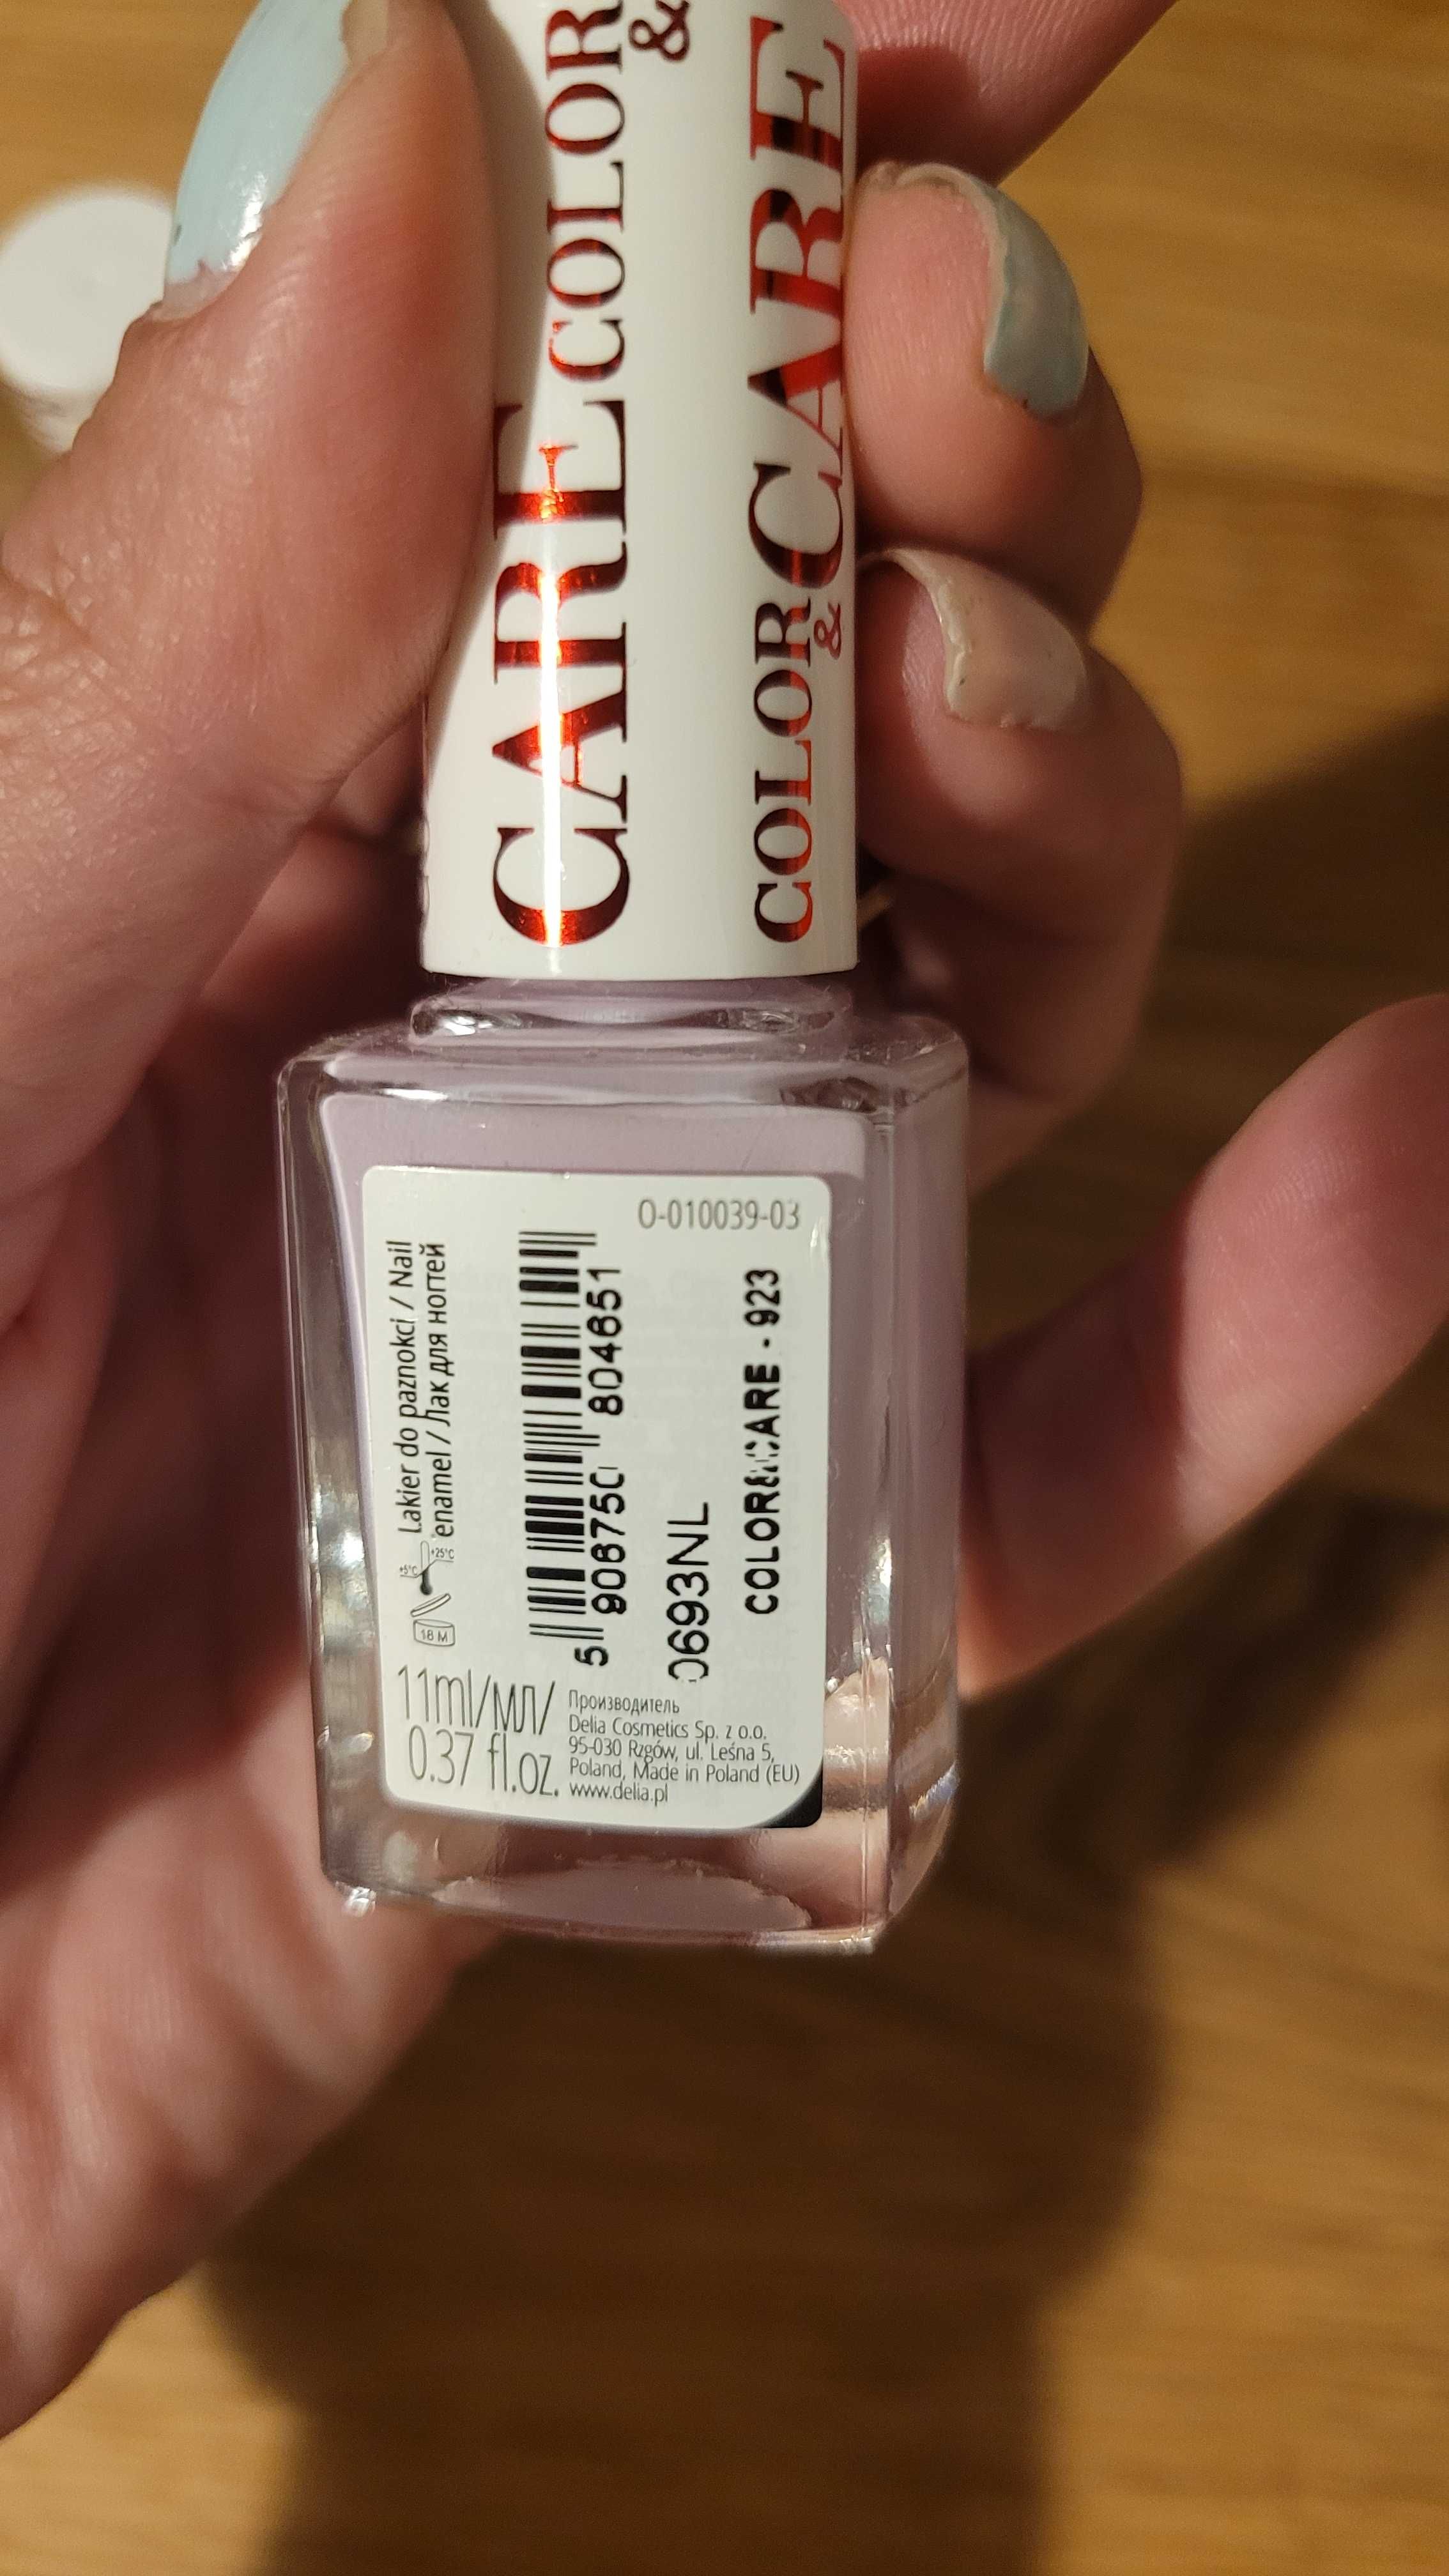 CARE COLOR &
COLOR & CARE
O-010039-03
Lakier do paznokci / Nail
enamel / Лак для ногтей
+5°C
+25°C
18 M
5 906750 804651
0693NL
COLOR&CARE - 923
11ml/мл/
0.37 fl.oz.
Производитель
Delia Cosmetics Sp. z o.o.
95-030 Rzgów, ul. Leśna 5,
Poland, Made in Poland (EU)
www.delia.pl